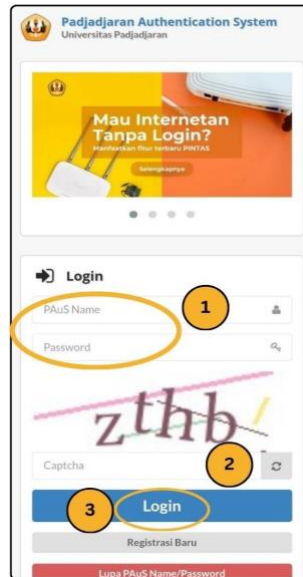 Padjadjaran Authentication System
Universitas Padjadjaran
Mau Internetan
Tanpa Login?
Manfaatkan fitur terbaru PINTAS
Selengkapnya
Login
PAuS Name
1
Password
zthb
Captcha
2
3
Login
Registrasi Baru
Lupa PAuS Name/Password